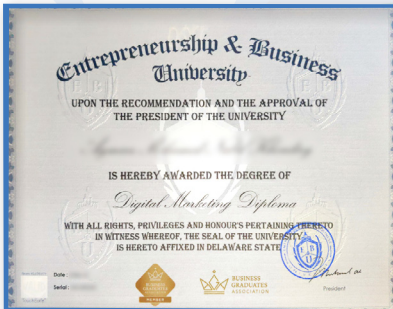 Entrepreneurship & Business
University
UPON THE RECOMMENDATION AND THE APPROVAL OF
THE PRESIDENT OF THE UNIVERSITY
IS HEREBY AWARDED THE DEGREE OF
Digital Marketing Diploma
WITH ALL RIGHTS, PRIVILEGES AND HONOURS PERTAINING THERETO
IN WITNESS WHEREOF, THE SEAL OF THE UNIVERSITY
IS HERETO AFFIXED IN DELAWARE STATE
Date :
Serial :
MEMBER
BUSINESS
GRADUATES
ASSOCIATION
President